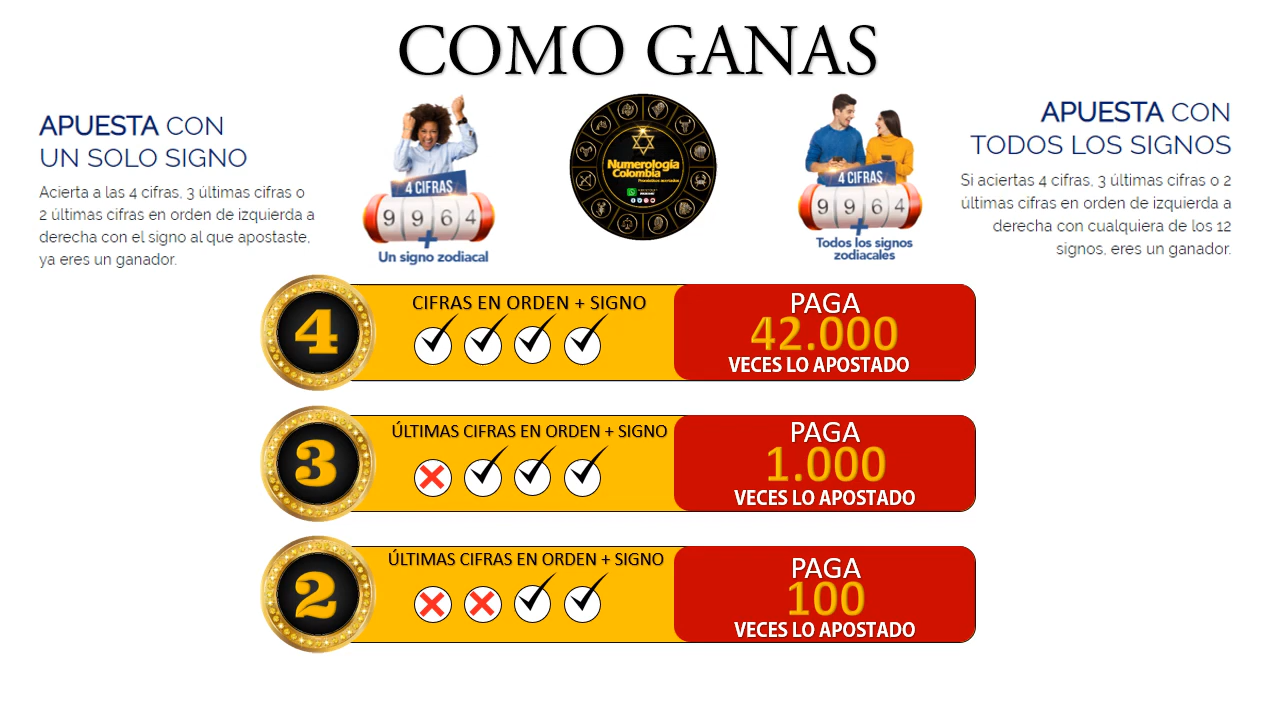 COMO GANAS
APUESTA CON
UN SOLO SIGNO
Acierta a las 4 cifras, 3 últimas cifras o
2 últimas cifras en orden de izquierda a
derecha con el signo al que apostaste,
ya eres un ganador.
4 CIFRAS
9 9 6 4
+
Un signo zodiacal
Numerología
Colombia
4 CIFRAS
9 9 6 4
+
Todos los signos
zodiacales
APUESTA CON
TODOS LOS SIGNOS
Si aciertas 4 cifras, 3 últimas cifras o 2
últimas cifras en orden de izquierda a
derecha con cualquiera de los 12
signos, eres un ganador.
4
CIFRAS EN ORDEN + SIGNO
PAGA
42.000
VECES LO APOSTADO
3
ÚLTIMAS CIFRAS EN ORDEN + SIGNO
PAGA
1.000
VECES LO APOSTADO
2
ÚLTIMAS CIFRAS EN ORDEN + SIGNO
PAGA
100
VECES LO APOSTADO